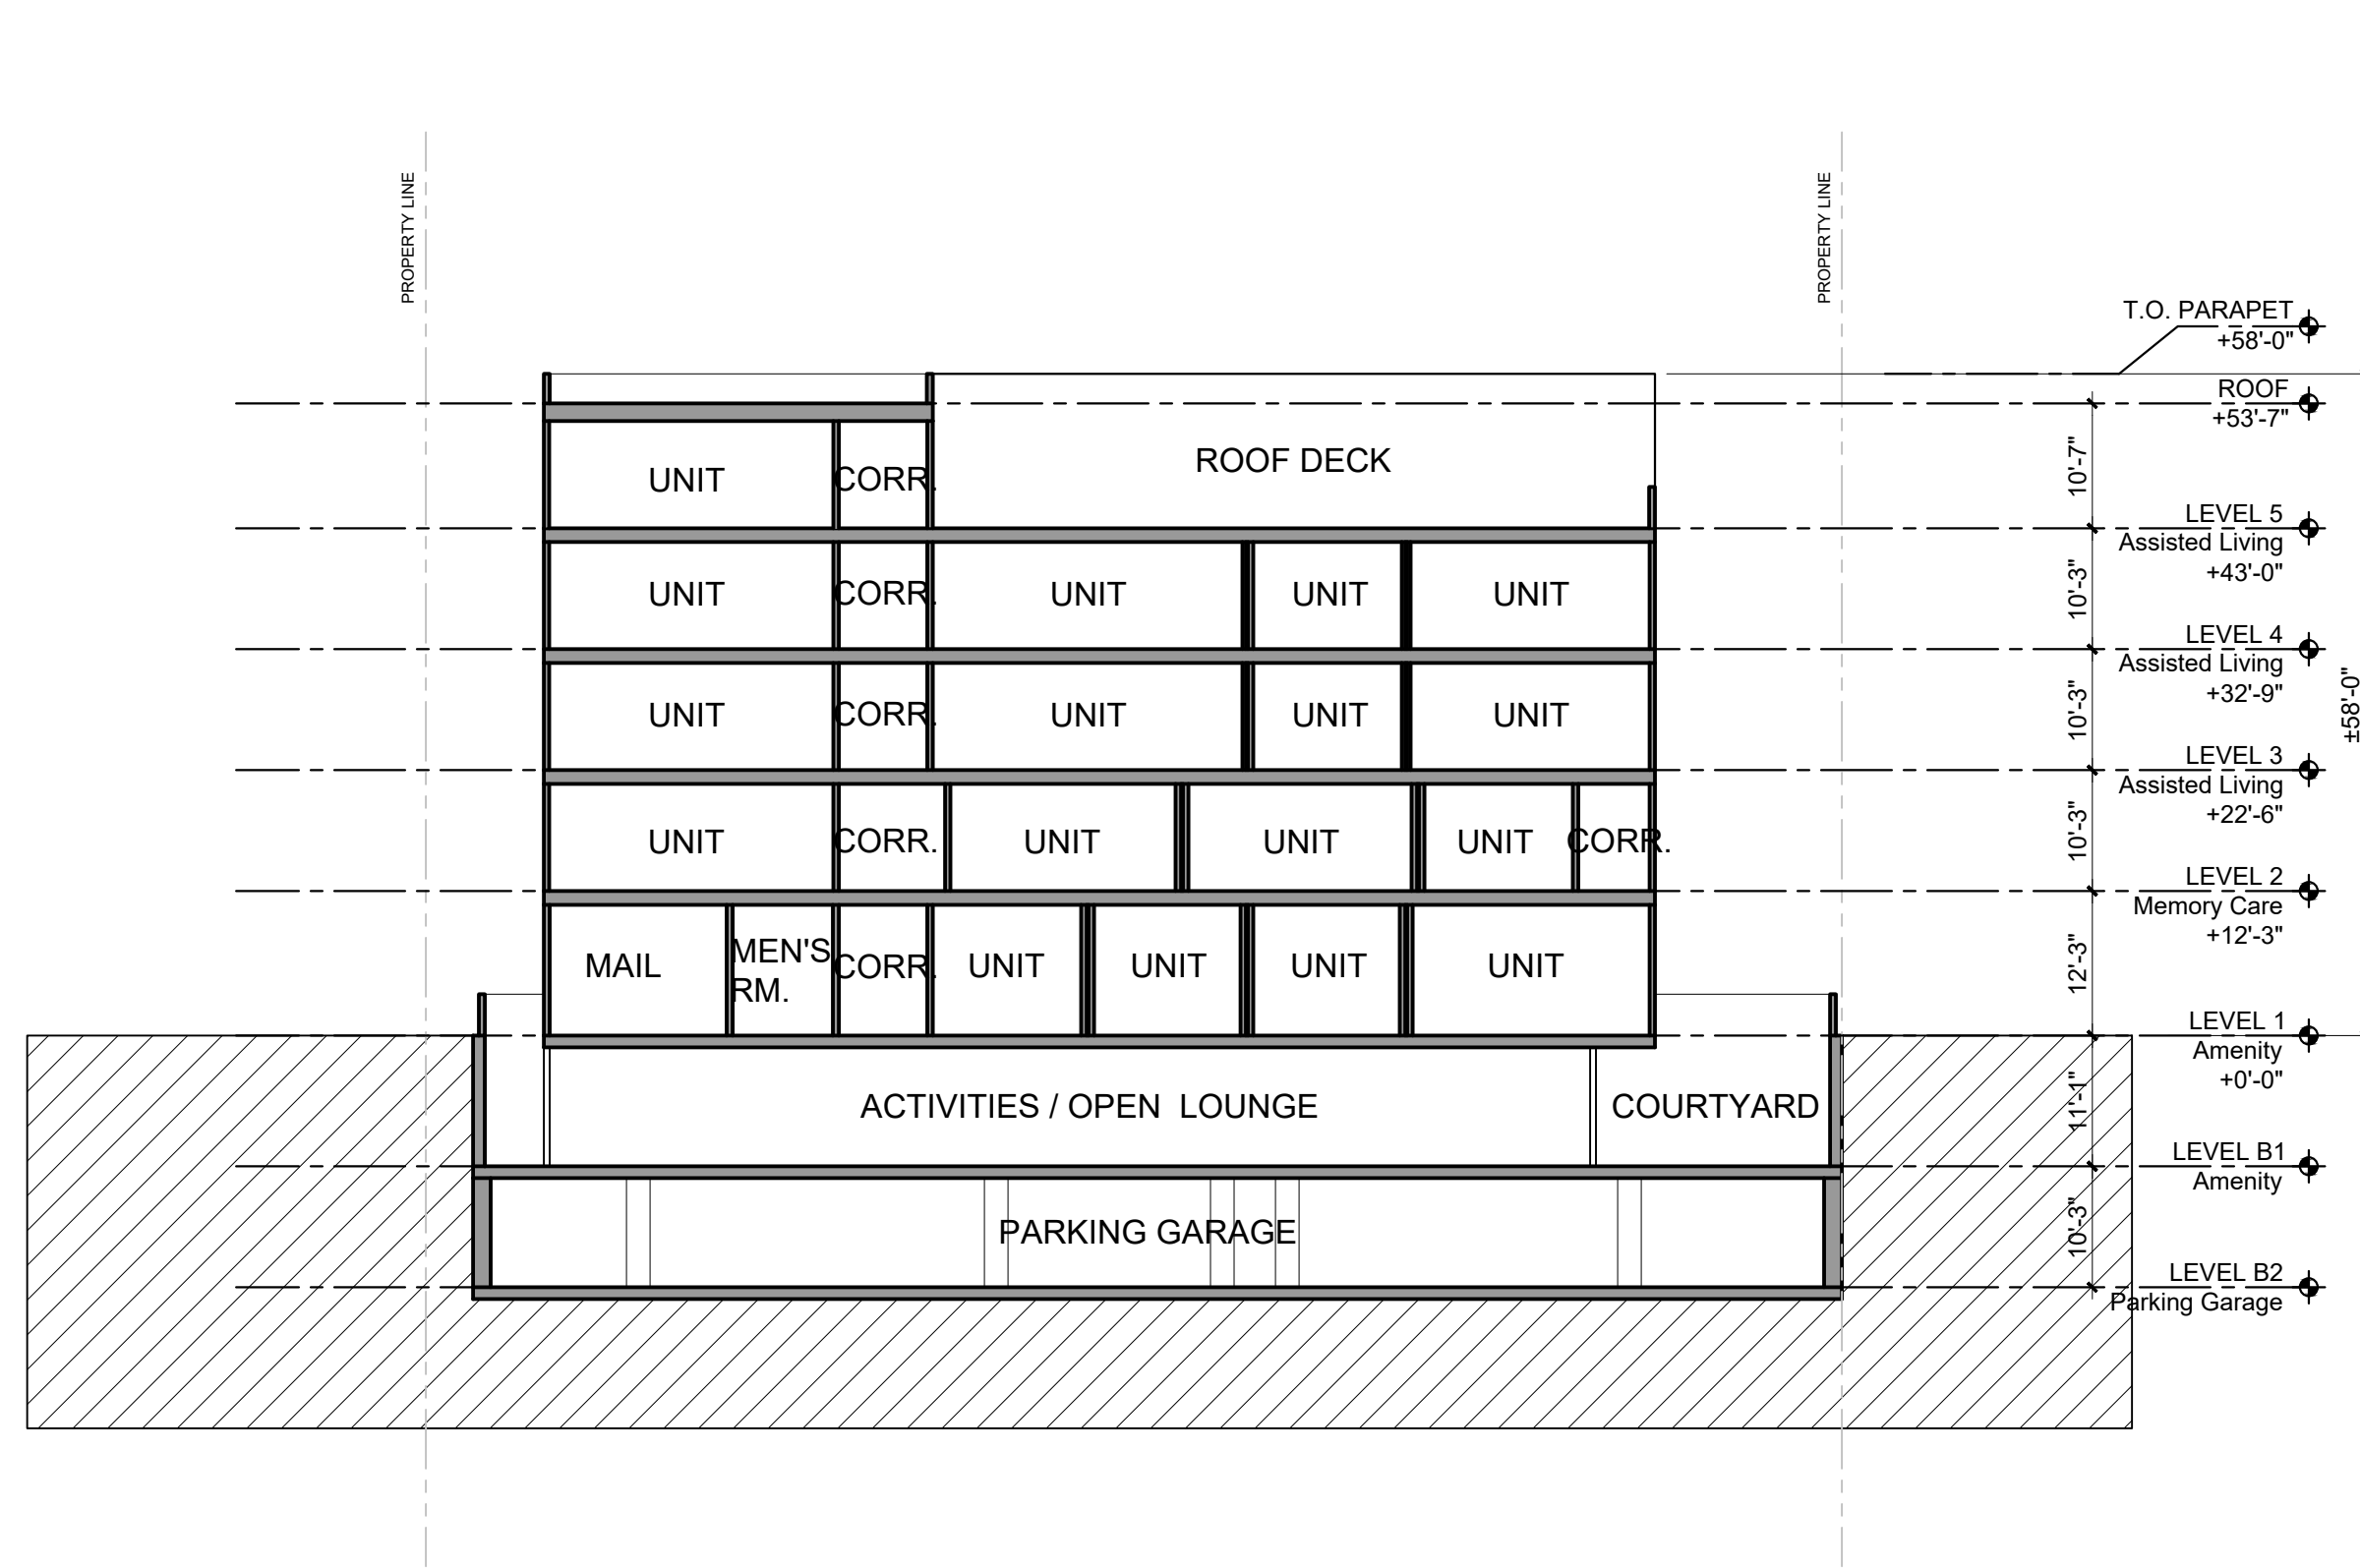 PROPERTY LINE
PROPERTY LINE
T.O. PARAPET
+58'-0"
ROOF
+53'-7"
10'-7"
ROOF DECK
UNIT
CORR.
LEVEL 5
Assisted Living
+43'-0"
10'-3"
UNIT
CORR.
UNIT
UNIT
UNIT
LEVEL 4
Assisted Living
+32'-9"
10'-3"
±58'-0"
UNIT
CORR.
UNIT
UNIT
UNIT
LEVEL 3
Assisted Living
+22'-6"
10'-3"
UNIT
CORR.
UNIT
UNIT
UNIT
CORR.
LEVEL 2
Memory Care
+12'-3"
12'-3"
MAIL
MEN'S
RM.
CORR.
UNIT
UNIT
UNIT
UNIT
LEVEL 1
Amenity
+0'-0"
11'-1"
ACTIVITIES / OPEN LOUNGE
COURTYARD
LEVEL B1
Amenity
10'-3"
PARKING GARAGE
LEVEL B2
Parking Garage